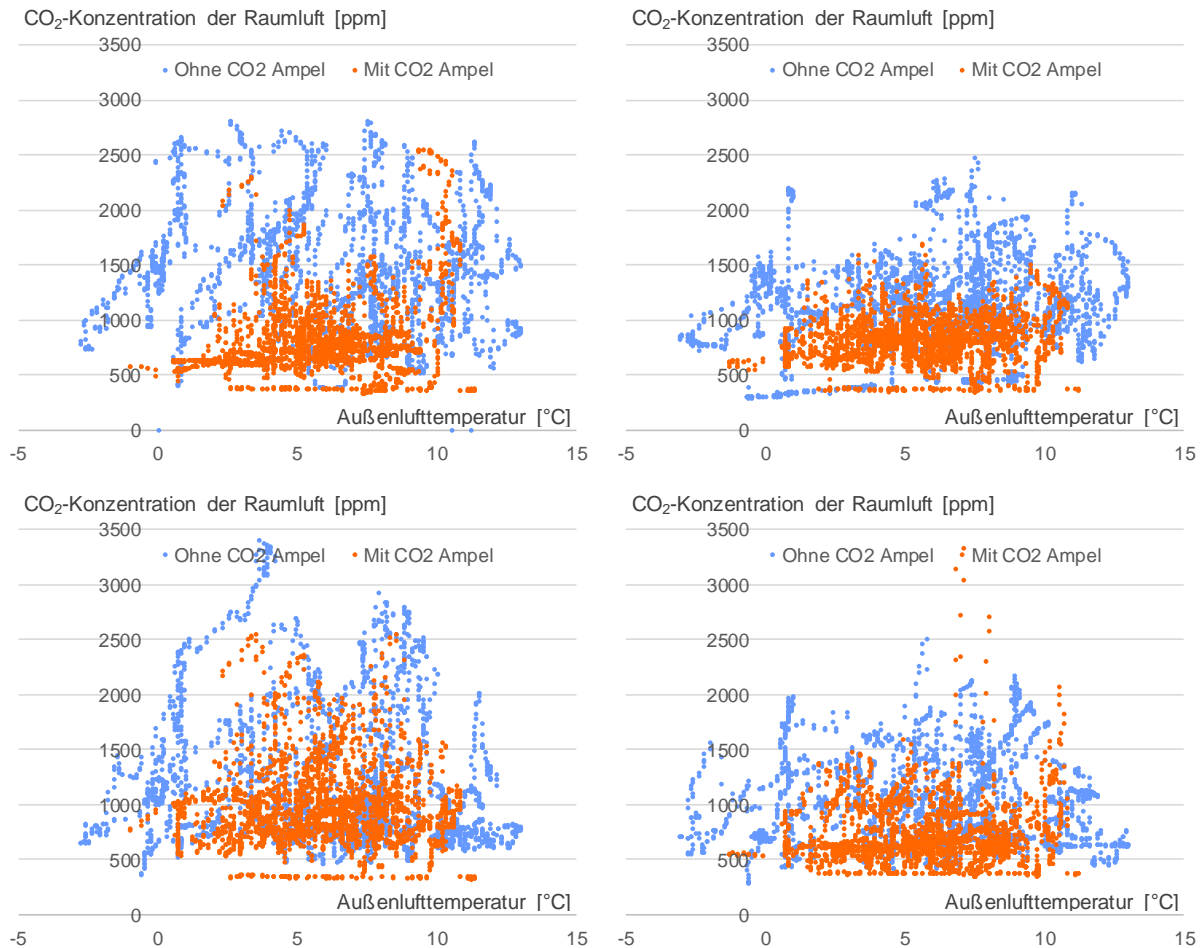 CO₂-Konzentration der Raumluft [ppm]
3500
Ohne CO2 Ampel Mit CO2 Ampel
3000
2500
2000
1500
1000
500
Außenlufttemperatur [°C]
0
-5 0 5 10 15
CO₂-Konzentration der Raumluft [ppm]
3500
Ohne CO2 Ampel Mit CO2 Ampel
3000
2500
2000
1500
1000
500
Außenlufttemperatur [°C]
0
-5 0 5 10 15
CO₂-Konzentration der Raumluft [ppm]
3500
Ohne CO2 Ampel Mit CO2 Ampel
3000
2500
2000
1500
1000
500
Außenlufttemperatur [°C]
0
-5 0 5 10 15
CO₂-Konzentration der Raumluft [ppm]
3500
Ohne CO2 Ampel Mit CO2 Ampel
3000
2500
2000
1500
1000
500
Außenlufttemperatur [°C]
0
-5 0 5 10 15